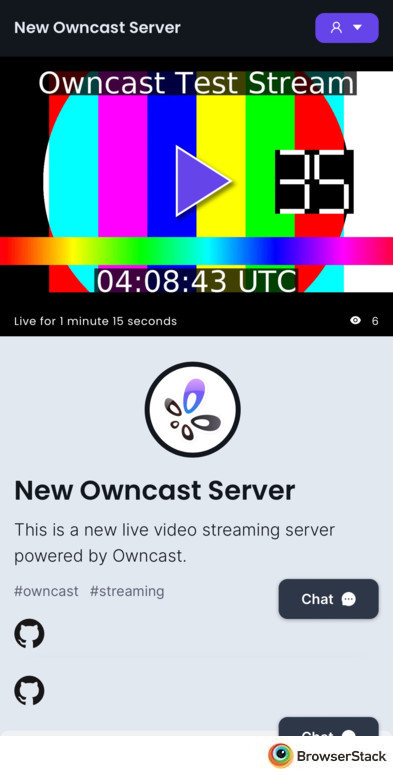 New Owncast Server
Owncast Test Stream
35
04:08:43 UTC
Live for 1 minute 15 seconds
6
New Owncast Server
This is a new live video streaming server
powered by Owncast.
#owncast #streaming
Chat
Chat
BrowserStack